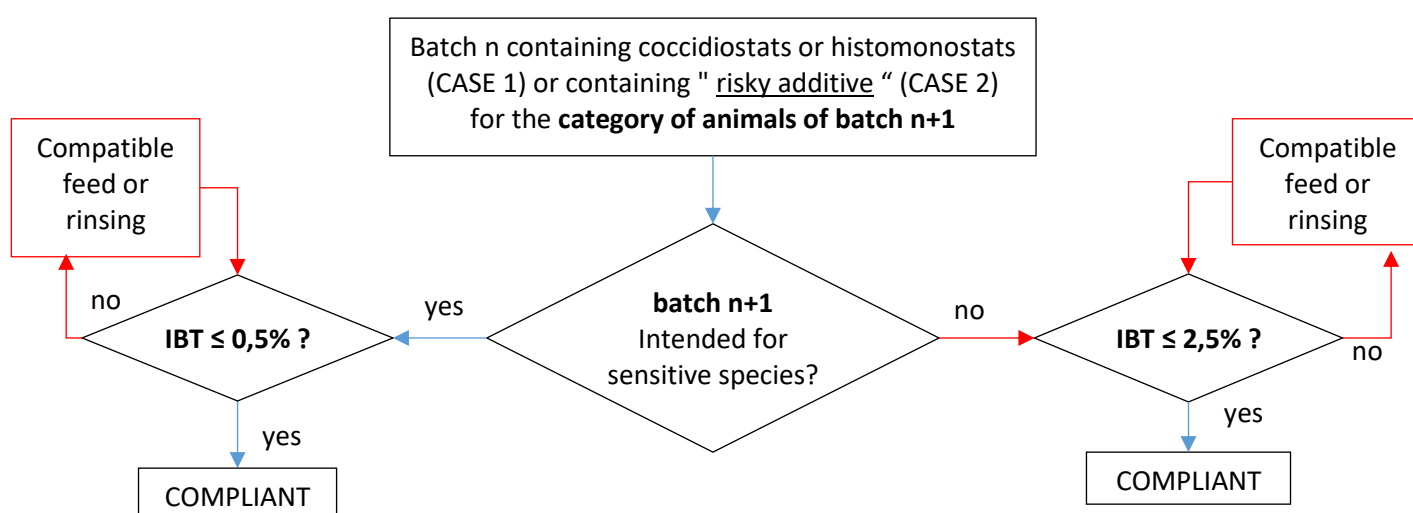 Batch n containing coccidiostats or histomonostats
(CASE 1) or containing " risky additive “ (CASE 2)
for the category of animals of batch n+1
Compatible
feed or
rinsing
Compatible
feed or
rinsing
no
IBT ≤ 0,5% ?
yes
batch n+1
Intended for
sensitive species?
no
IBT ≤ 2,5% ?
no
yes
COMPLIANT
yes
COMPLIANT